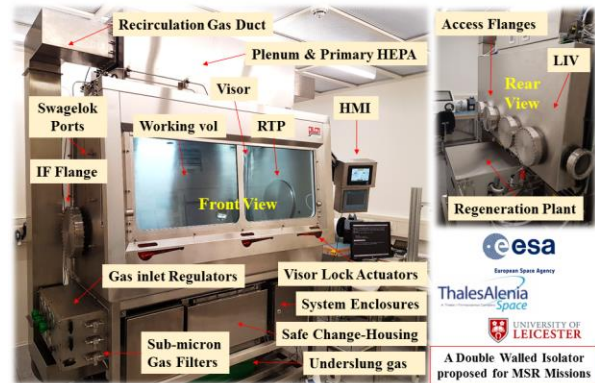 Recirculation Gas Duct
Plenum & Primary HEPA
Visor
Swagelok
Ports
Working vol
RTP
HMI
IF Flange
Front View
Gas inlet Regulators
Visor Lock Actuators
System Enclosures
Safe Change-Housing
Sub-micron
Gas Filters
Underslung gas
Access Flanges
LIV
Rear
View
Regeneration Plant
esa
European Space Agency
ThalesAlenia
Space
UNIVERSITY OF
LEICESTER
A Double Walled Isolator
proposed for MSR Missions